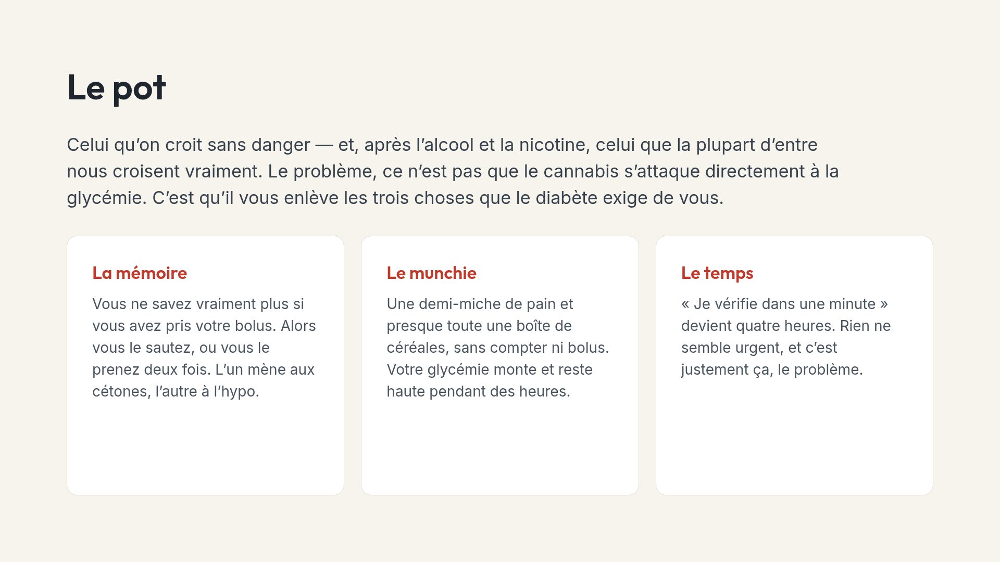 Le pot
Celui qu’on croit sans danger — et, après l’alcool et la nicotine, celui que la plupart d’entre
nous croisent vraiment. Le problème, ce n’est pas que le cannabis s’attaque directement à la
glycémie. C’est qu’il vous enlève les trois choses que le diabète exige de vous.
La mémoire
Vous ne savez vraiment plus si
vous avez pris votre bolus. Alors
vous le sautez, ou vous le
prenez deux fois. L’un mène aux
cétones, l’autre à l’hypo.
Le munchie
Une demi-miche de pain et
presque toute une boîte de
céréales, sans compter ni bolus.
Votre glycémie monte et reste
haute pendant des heures.
Le temps
« Je vérifie dans une minute »
devient quatre heures. Rien ne
semble urgent, et c’est
justement ça, le problème.